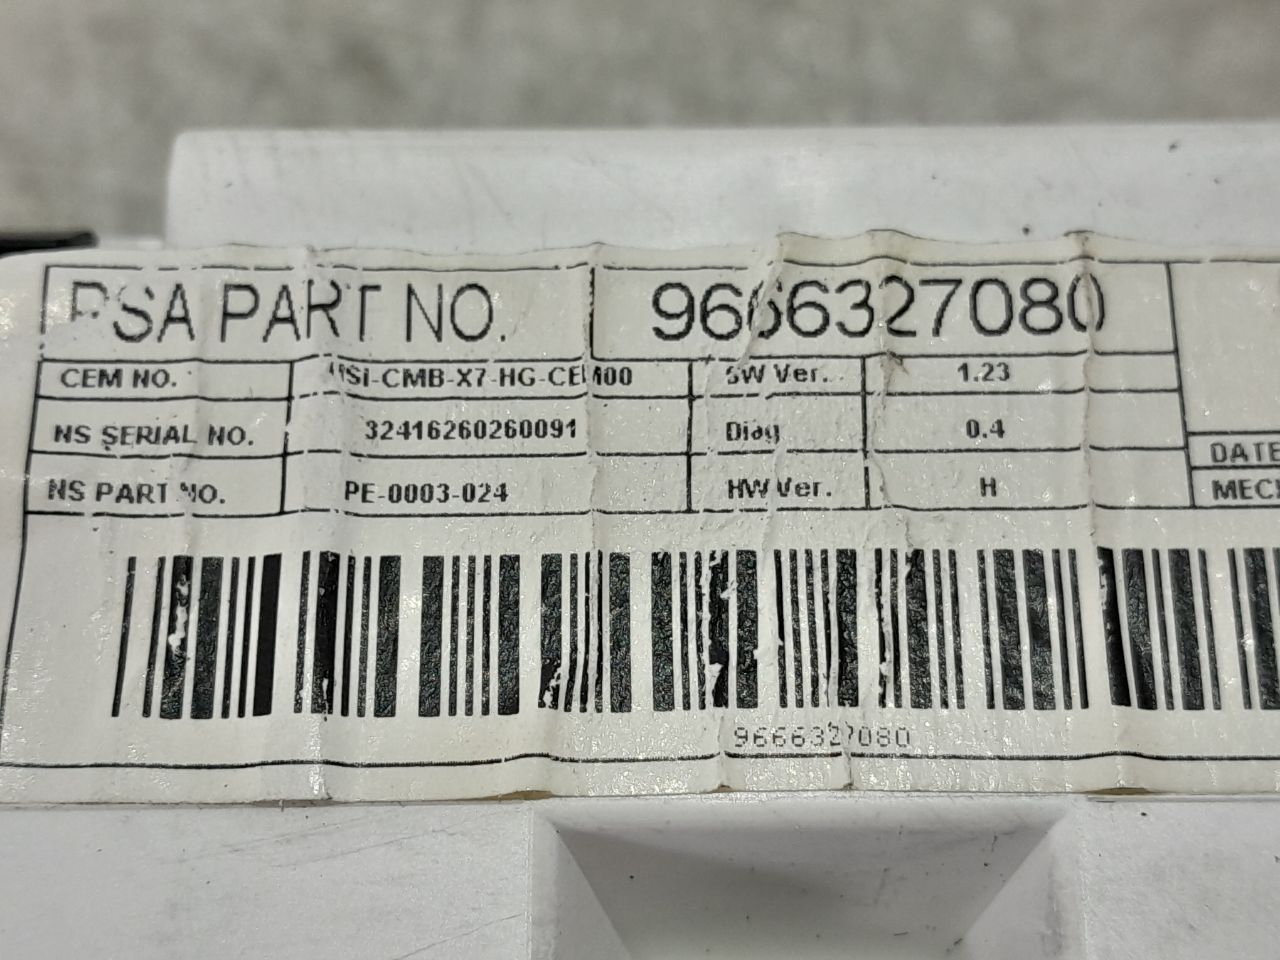 PSA PART NO. 9666327080
CEM NO. SW Ver. 1.23
NS SERIAL NO. 32416260260091 Diag 0.4
NS PART NO. PE-0003-024 HW Ver. H
DATE
9666327080